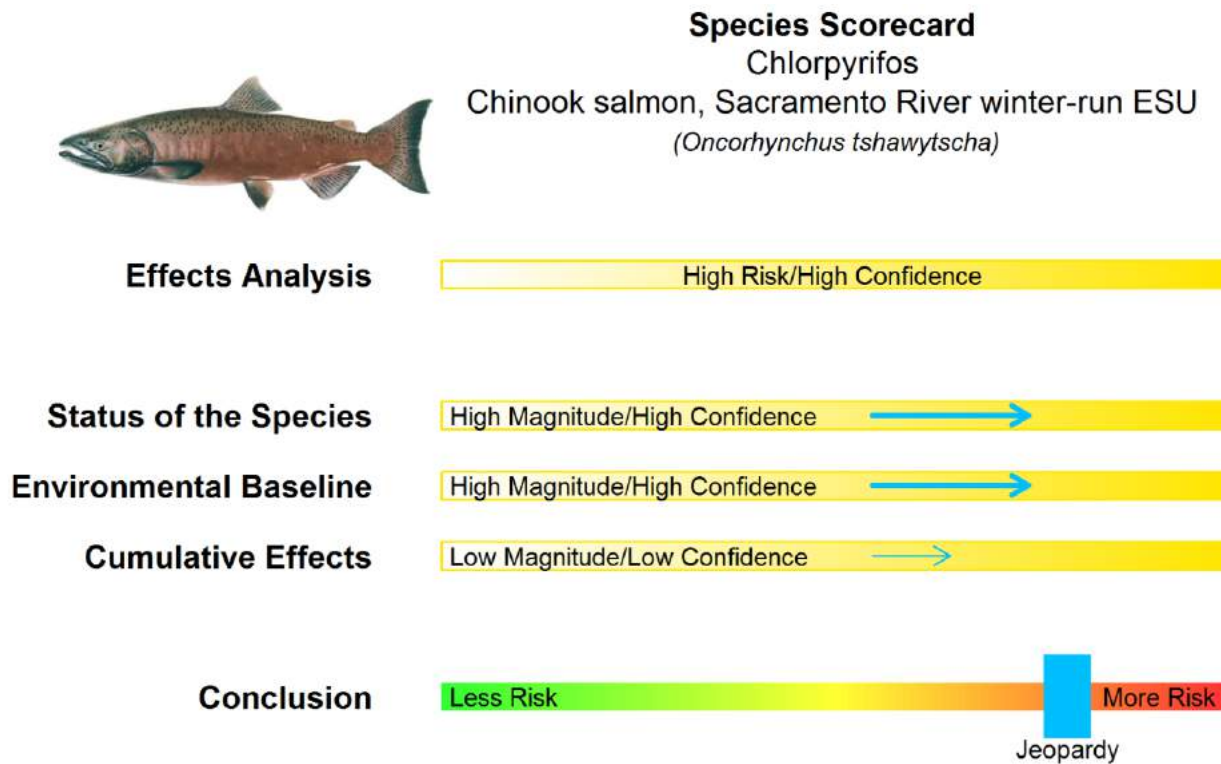 Species Scorecard
Chlorpyrifos
Chinook salmon, Sacramento River winter-run ESU
(Oncorhynchus tshawytscha)
Effects Analysis
High Risk/High Confidence
Status of the Species
High Magnitude/High Confidence
Environmental Baseline
High Magnitude/High Confidence
Cumulative Effects
Low Magnitude/Low Confidence
Conclusion
Less Risk
More Risk
Jeopardy